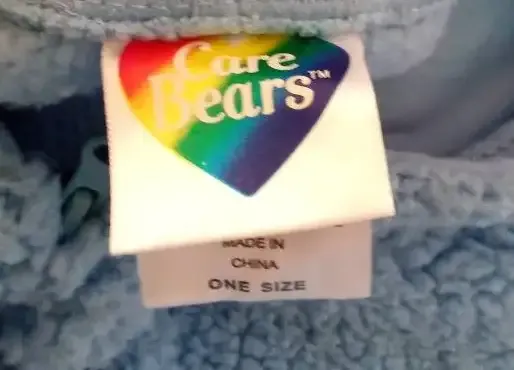 Care
Bears™
MADE IN
CHINA
ONE SIZE